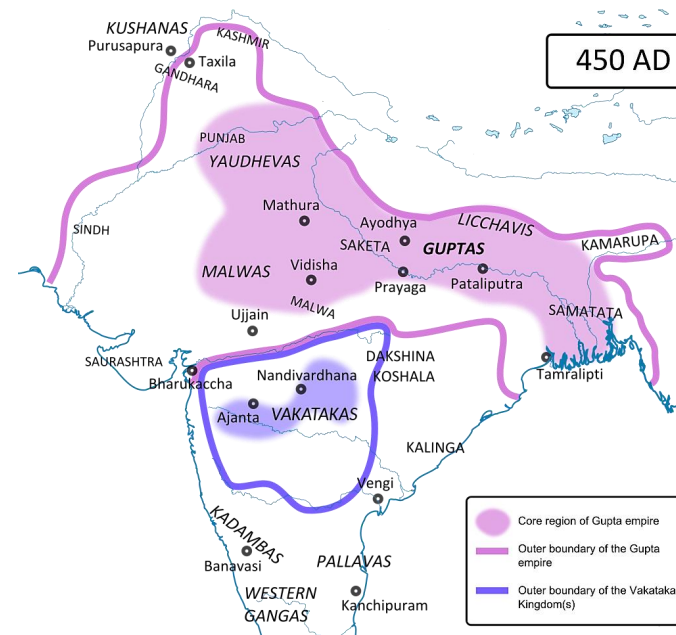 KUSHANAS
Purusapura
KASHMIR
Taxila
GANDHARA
450 AD
PUNJAB
YAUDHEVAS
Mathura
Ayodhya
LICCHAVIS
SINDH
SAKETA
GUPTAS
KAMARUPA
MALWAS
Vidisha
Prayaga
Pataliputra
MALWA
SAMATATA
Ujjain
SAURASHTRA
DAKSHINA
KOSHALA
Bharukaccha
Nandivardhana
Tamralipti
Ajanta
VAKATAKAS
KALINGA
Vengi
KADAMBAS
Banavasi
PALLAVAS
WESTERN
GANGAS
Kanchipuram
Core region of Gupta empire
Outer boundary of the Gupta
empire
Outer boundary of the Vakataka
Kingdom(s)